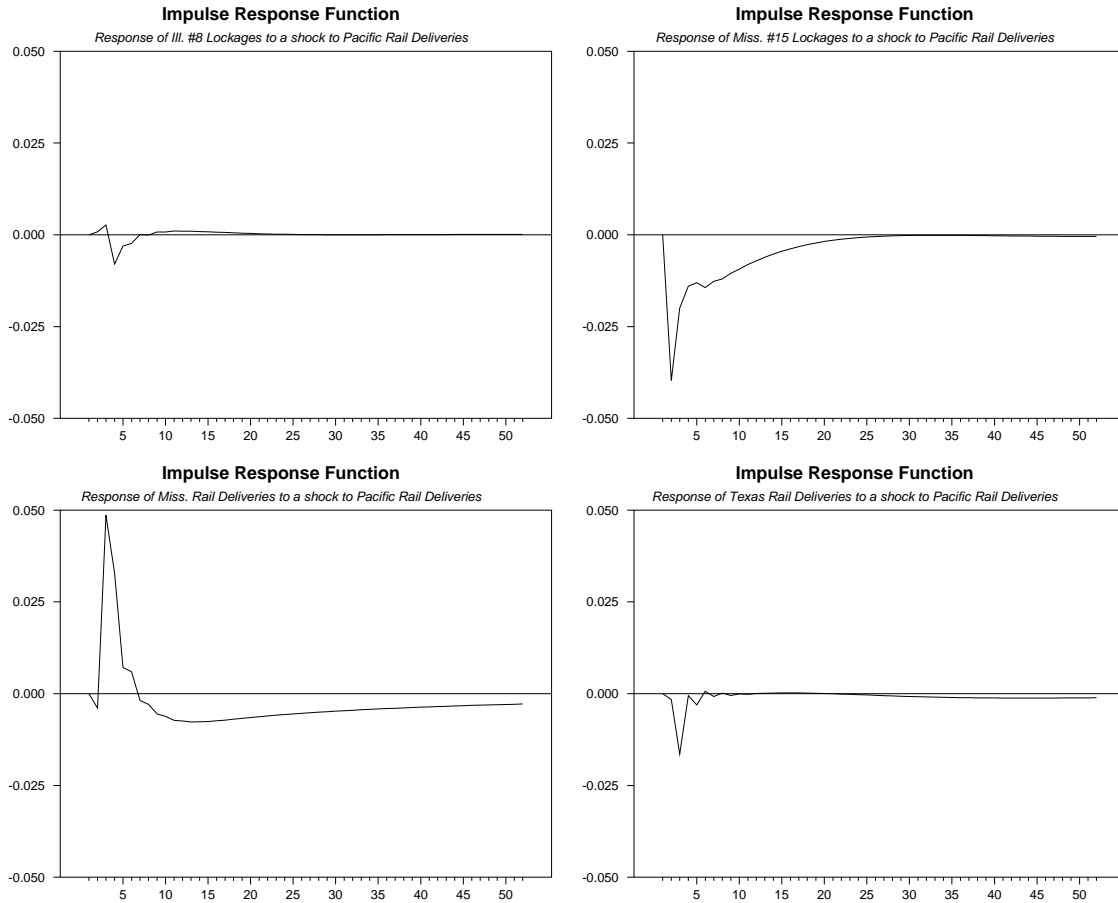 Impulse Response Function
Response of Ill. #8 Lockages to a shock to Pacific Rail Deliveries
0.050
0.025
0.000
-0.025
-0.050
5 10 15 20 25 30 35 40 45 50
Impulse Response Function
Response of Miss. #15 Lockages to a shock to Pacific Rail Deliveries
0.050
0.025
0.000
-0.025
-0.050
5 10 15 20 25 30 35 40 45 50
Impulse Response Function
Response of Miss. Rail Deliveries to a shock to Pacific Rail Deliveries
0.050
0.025
0.000
-0.025
-0.050
5 10 15 20 25 30 35 40 45 50
Impulse Response Function
Response of Texas Rail Deliveries to a shock to Pacific Rail Deliveries
0.050
0.025
0.000
-0.025
-0.050
5 10 15 20 25 30 35 40 45 50